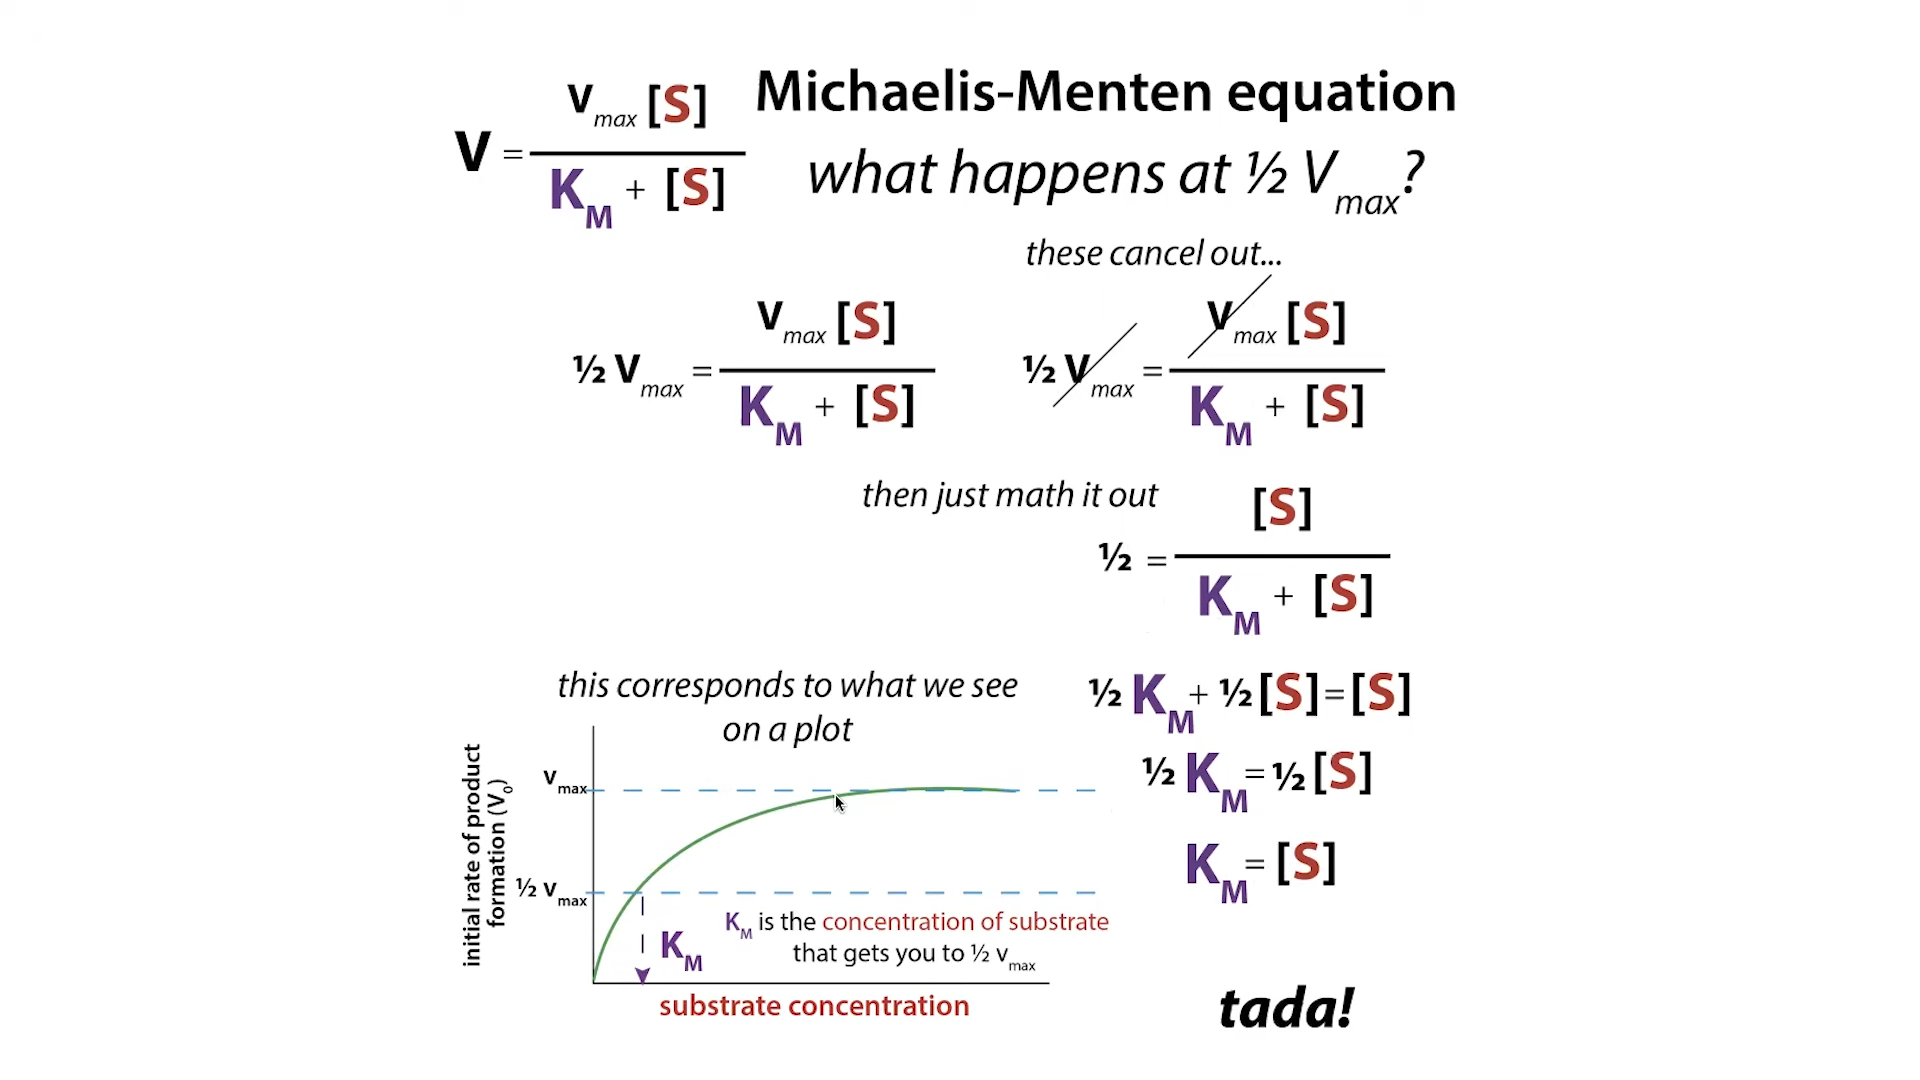 V = Vmax [S] / KM + [S]
Michaelis-Menten equation
what happens at ½ Vmax?
these cancel out...
½ Vmax = Vmax [S] / KM + [S]
½ Vmax = Vmax [S] / KM + [S]
then just math it out
½ = [S] / KM + [S]
½ KM + ½ [S] = [S]
½ KM = ½ [S]
KM = [S]
tada!
this corresponds to what we see
on a plot
initial rate of product
formation (V0)
vmax
½ vmax
KM
KM is the concentration of substrate
that gets you to ½ vmax
substrate concentration